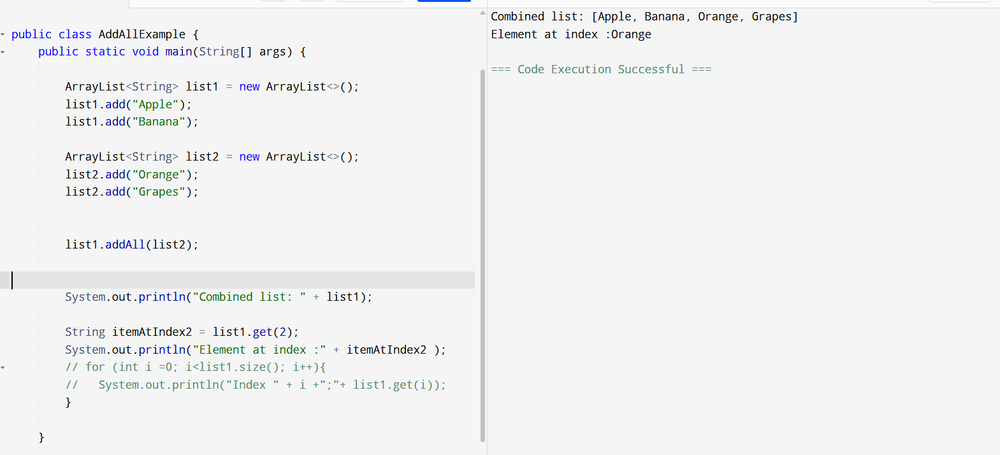 public class AddAllExample {
public static void main(String[] args) {
ArrayList<String> list1 = new ArrayList<>();
list1.add("Apple");
list1.add("Banana");
ArrayList<String> list2 = new ArrayList<>();
list2.add("Orange");
list2.add("Grapes");
list1.addAll(list2);
System.out.println("Combined list: " + list1);
String itemAtIndex2 = list1.get(2);
System.out.println("Element at index :" + itemAtIndex2 );
// for (int i =0; i<list1.size(); i++){
//   System.out.println("Index " + i +";"+ list1.get(i));
}
}
Combined list: [Apple, Banana, Orange, Grapes]
Element at index :Orange
=== Code Execution Successful ===